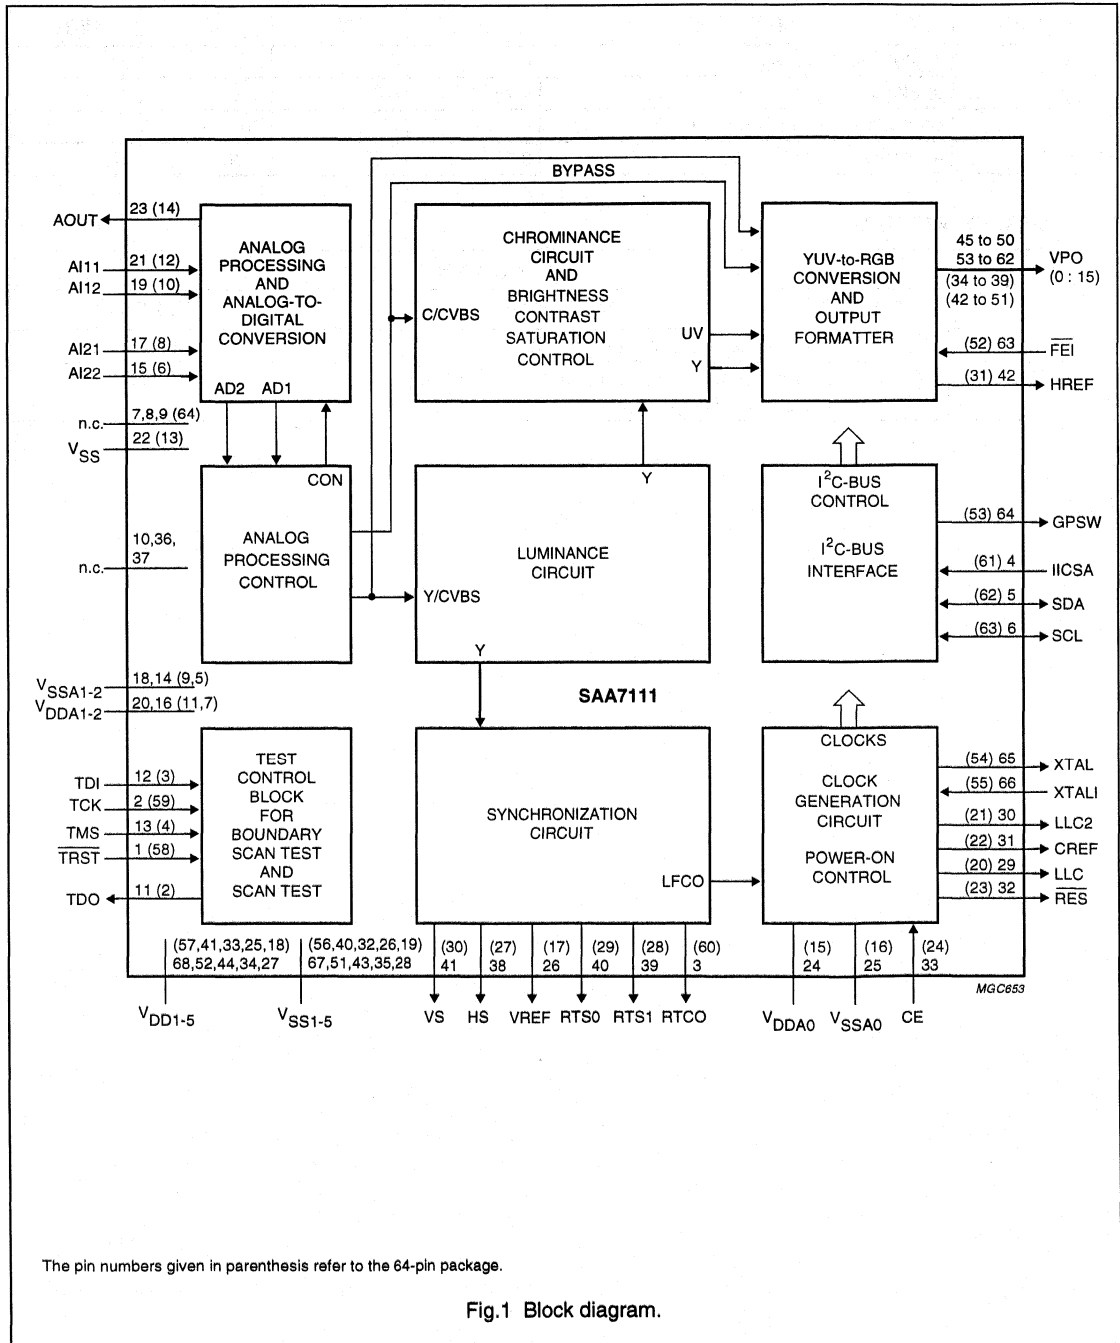 BYPASS
AOUT
23 (14)
AI11
21 (12)
AI12
19 (10)
AI21
17 (8)
AI22
15 (6)
ANALOG
PROCESSING
AND
ANALOG-TO-
DIGITAL
CONVERSION
AD2
AD1
CHROMINANCE
CIRCUIT
AND
BRIGHTNESS
CONTRAST
SATURATION
CONTROL
C/CVBS
UV
Y
YUV-to-RGB
CONVERSION
AND
OUTPUT
FORMATTER
45 to 50
53 to 62
(34 to 39)
(42 to 51)
VPO
(0 : 15)
(52) 63
FEI
(31) 42
HREF
n.c.
7,8,9 (64)
VSS
22 (13)
n.c.
10,36,
37
CON
ANALOG
PROCESSING
CONTROL
Y
LUMINANCE
CIRCUIT
Y/CVBS
Y
I2C-BUS
CONTROL
I2C-BUS
INTERFACE
(53) 64
GPSW
(61) 4
IICSA
(62) 5
SDA
(63) 6
SCL
VSSA1-2
18,14 (9,5)
VDDA1-2
20,16 (11,7)
SAA7111
TDI
12 (3)
TCK
2 (59)
TMS
13 (4)
TRST
1 (58)
TDO
11 (2)
TEST
CONTROL
BLOCK
FOR
BOUNDARY
SCAN TEST
AND
SCAN TEST
SYNCHRONIZATION
CIRCUIT
LFCO
CLOCKS
CLOCK
GENERATION
CIRCUIT
POWER-ON
CONTROL
(54) 65
XTAL
(55) 66
XTALI
(21) 30
LLC2
(22) 31
CREF
(20) 29
LLC
(23) 32
RES
(57,41,33,25,18)
68,52,44,34,27
VDD1-5
(56,40,32,26,19)
67,51,43,35,28
VSS1-5
(30)
41
VS
(27)
38
HS
(17)
26
VREF
(29)
40
RTS0
(28)
39
RTS1
(60)
3
RTCO
(15)
24
VDDA0
(16)
25
VSSA0
(24)
33
CE
MGC653
The pin numbers given in parenthesis refer to the 64-pin package.
Fig.1 Block diagram.